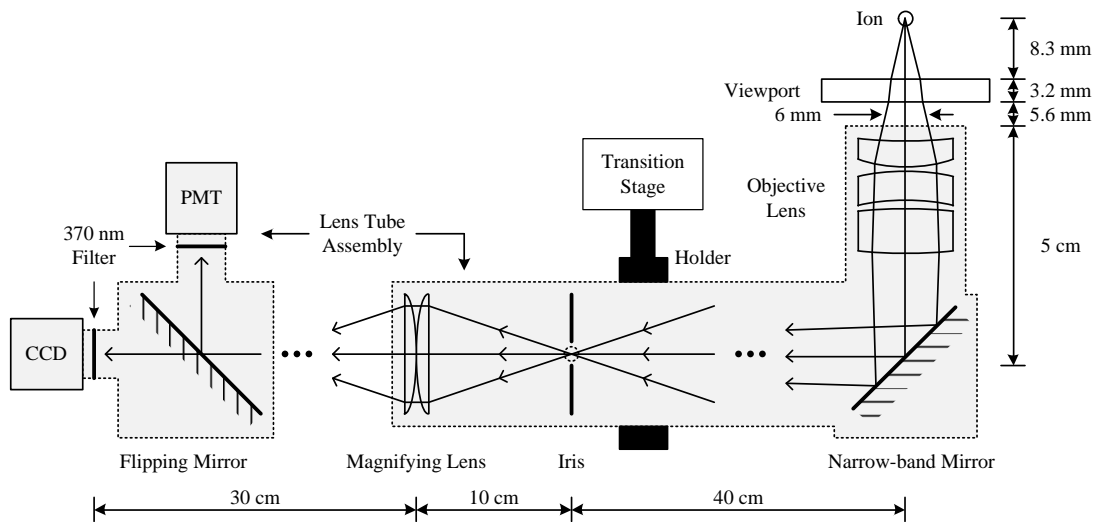 Ion
8.3 mm
Viewport
3.2 mm
6 mm
5.6 mm
Transition
Stage
PMT
Objective
Lens
370 nm
Filter
Lens Tube
Assembly
Holder
5 cm
CCD
Flipping Mirror
Magnifying Lens
Iris
Narrow-band Mirror
30 cm
10 cm
40 cm